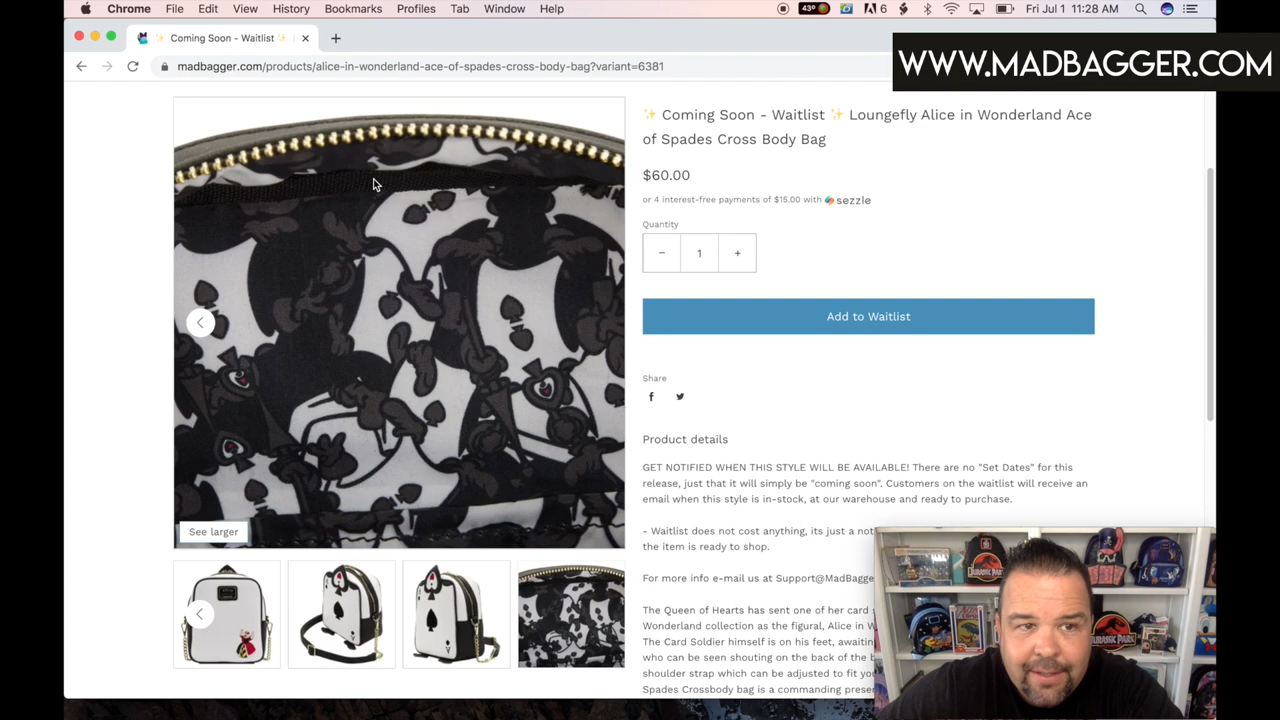 Chrome File Edit View History Bookmarks Profiles Tab Window Help
43° 6 Fri Jul 1 11:28 AM
✨ Coming Soon - Waitlist ✨
WWW.MADBAGGER.COM
madbagger.com/products/alice-in-wonderland-ace-of-spades-cross-body-bag?variant=6381
✨ Coming Soon - Waitlist ✨ Loungefly Alice in Wonderland Ace
of Spades Cross Body Bag
$60.00
or 4 interest-free payments of $15.00 with sezzle
Quantity
− 1 +
Add to Waitlist
Share
Product details
GET NOTIFIED WHEN THIS STYLE WILL BE AVAILABLE! There are no "Set Dates" for this
release, just that it will simply be "coming soon". Customers on the waitlist will receive an
email when this style is in-stock, at our warehouse and ready to purchase.
See larger
- Waitlist does not cost anything, its just a
the item is ready to shop.
For more info e-mail us at Support@MadBagge
The Queen of Hearts has sent one of her card
Wonderland collection as the figural, Alice in
The Card Soldier himself is on his feet,
who can be seen shouting on the back of the
shoulder strap which can be adjusted to fit
Spades Crossbody bag is a commanding
A
A
JURASSIC PARK
JURASSIC PARK
JURASSIC PARK